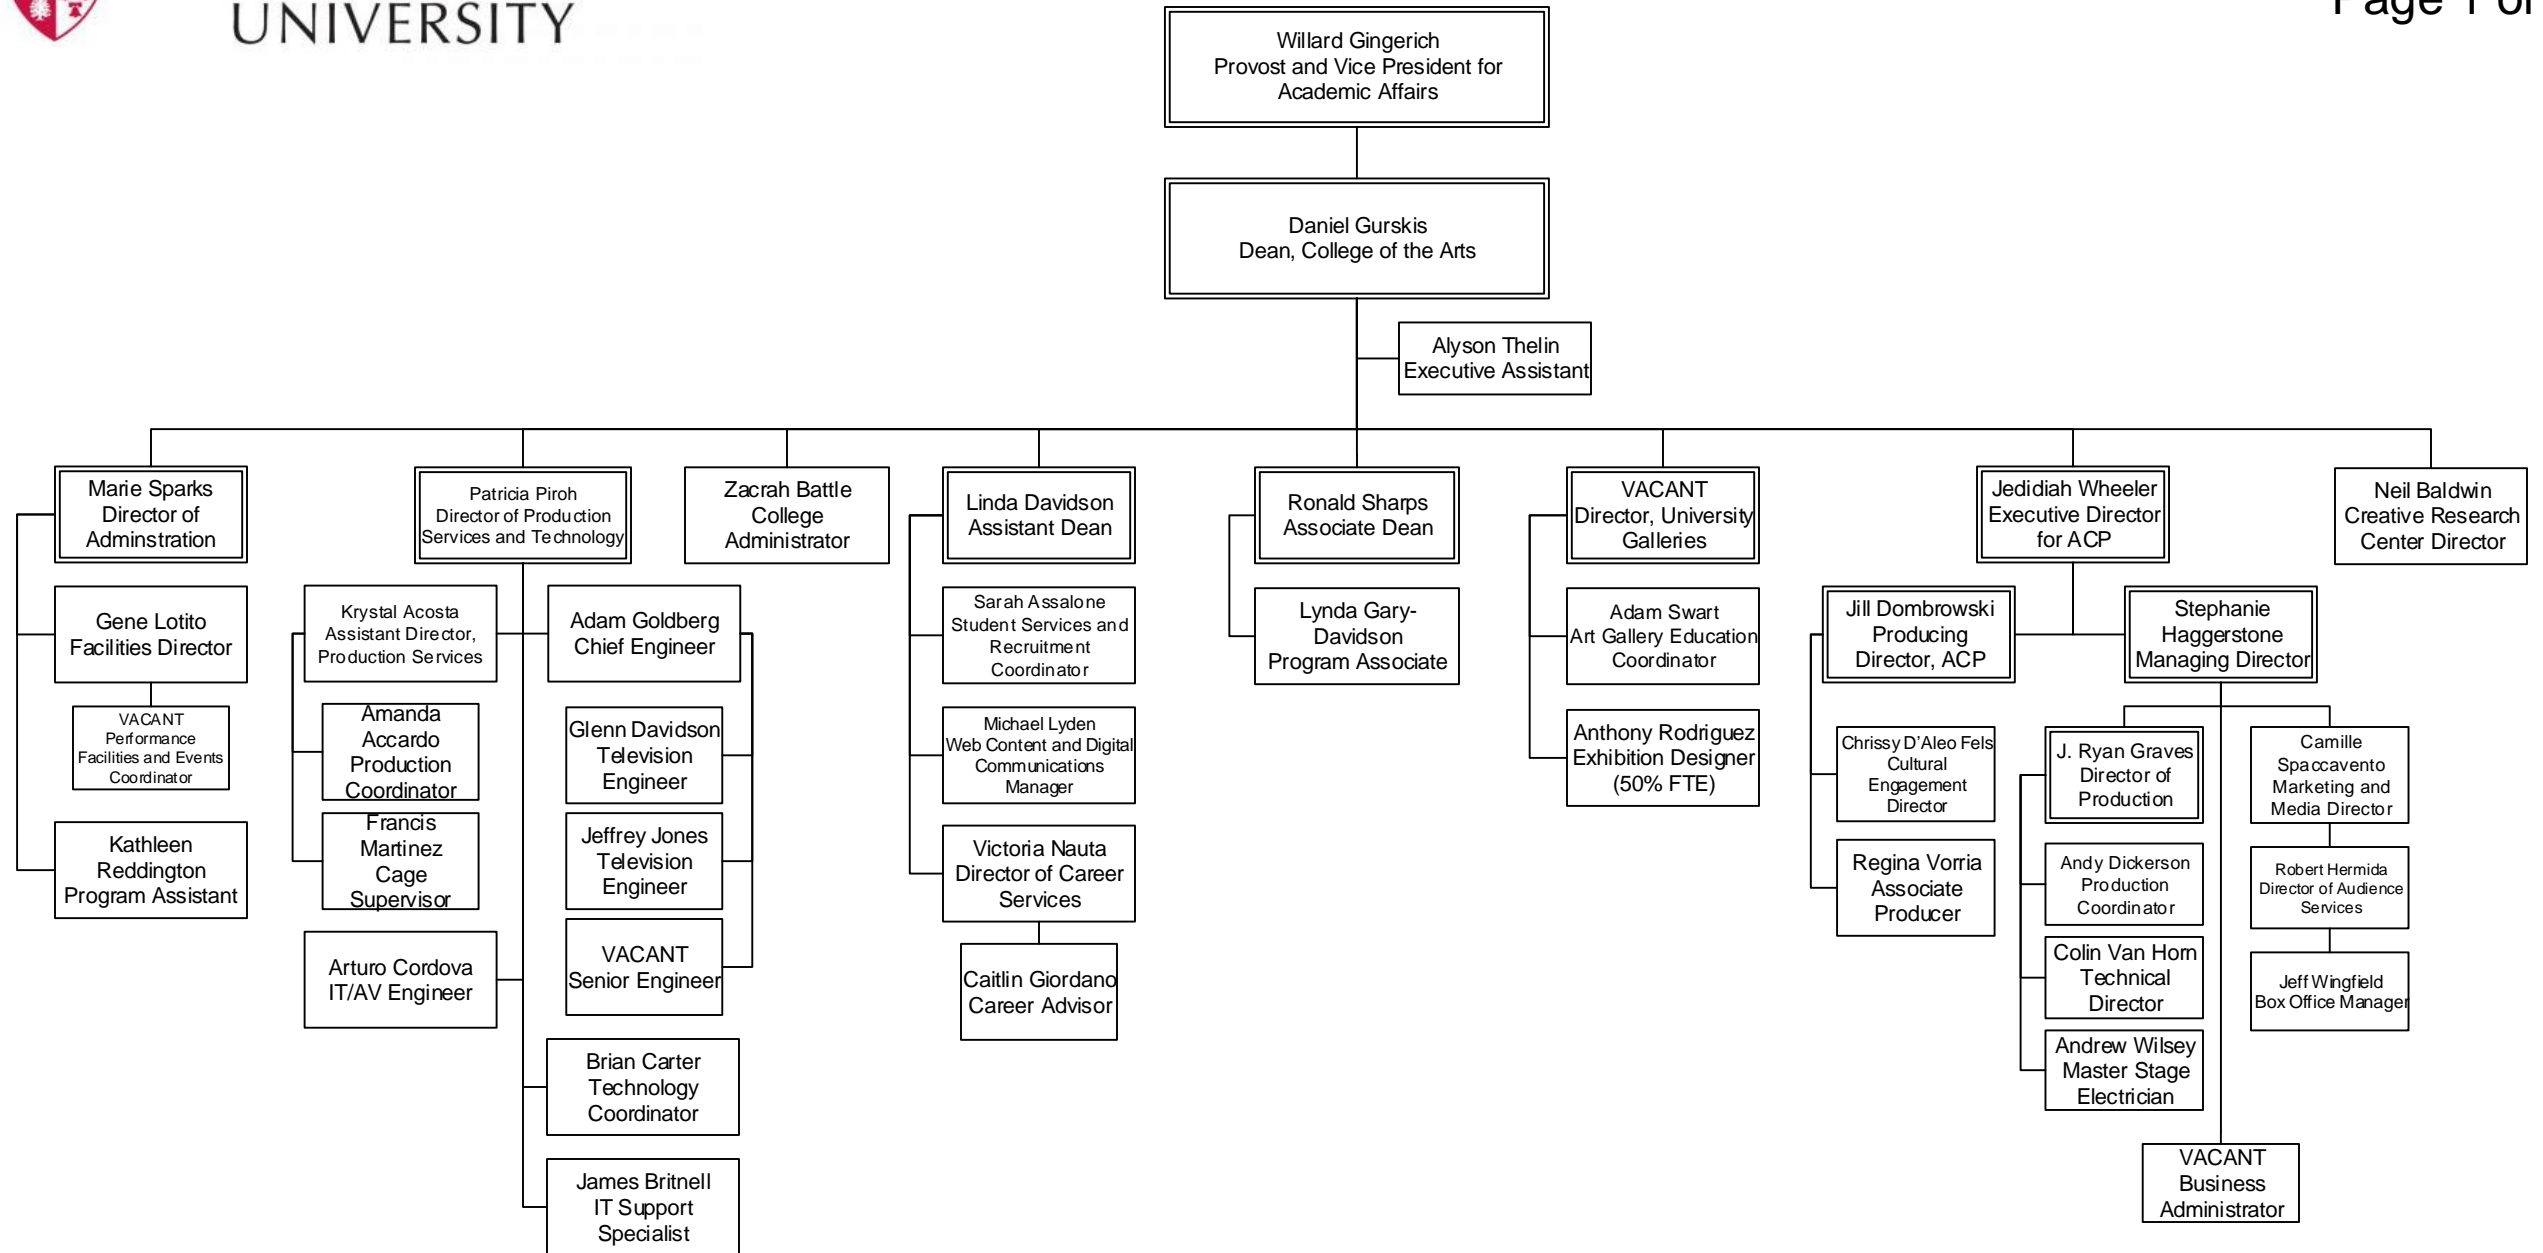 UNIVERSITY
Page 1 of
Willard Gingerich
Provost and Vice President for
Academic Affairs
Daniel Gurskis
Dean, College of the Arts
Alyson Thelin
Executive Assistant
Marie Sparks
Director of
Adminstration
Gene Lotito
Facilities Director
VACANT
Performance
Facilities and Events
Coordinator
Kathleen
Reddington
Program Assistant
Patricia Piroh
Director of Production
Services and Technology
Krystal Acosta
Assistant Director,
Production Services
Amanda
Accardo
Production
Coordinator
Francis
Martinez
Cage
Supervisor
Arturo Cordova
IT/AV Engineer
Adam Goldberg
Chief Engineer
Glenn Davidson
Television
Engineer
Jeffrey Jones
Television
Engineer
VACANT
Senior Engineer
Brian Carter
Technology
Coordinator
James Britnell
IT Support
Specialist
Zacrah Battle
College
Administrator
Linda Davidson
Assistant Dean
Sarah Assalone
Student Services and
Recruitment
Coordinator
Michael Lyden
Web Content and Digital
Communications
Manager
Victoria Nauta
Director of Career
Services
Caitlin Giordano
Career Advisor
Ronald Sharps
Associate Dean
Lynda Gary-
Davidson
Program Associate
VACANT
Director, University
Galleries
Adam Swart
Art Gallery Education
Coordinator
Anthony Rodriguez
Exhibition Designer
(50% FTE)
Jedidiah Wheeler
Executive Director
for ACP
Jill Dombrowski
Producing
Director, ACP
Chrissy D’Aleo Fels
Cultural
Engagement
Director
Regina Vorria
Associate
Producer
Stephanie
Haggerstone
Managing Director
J. Ryan Graves
Director of
Production
Andy Dickerson
Production
Coordinator
Colin Van Horn
Technical
Director
Andrew Wilsey
Master Stage
Electrician
Camille
Spaccavento
Marketing and
Media Director
Robert Hermida
Director of Audience
Services
Jeff Wingfield
Box Office Manager
VACANT
Business
Administrator
Neil Baldwin
Creative Research
Center Director